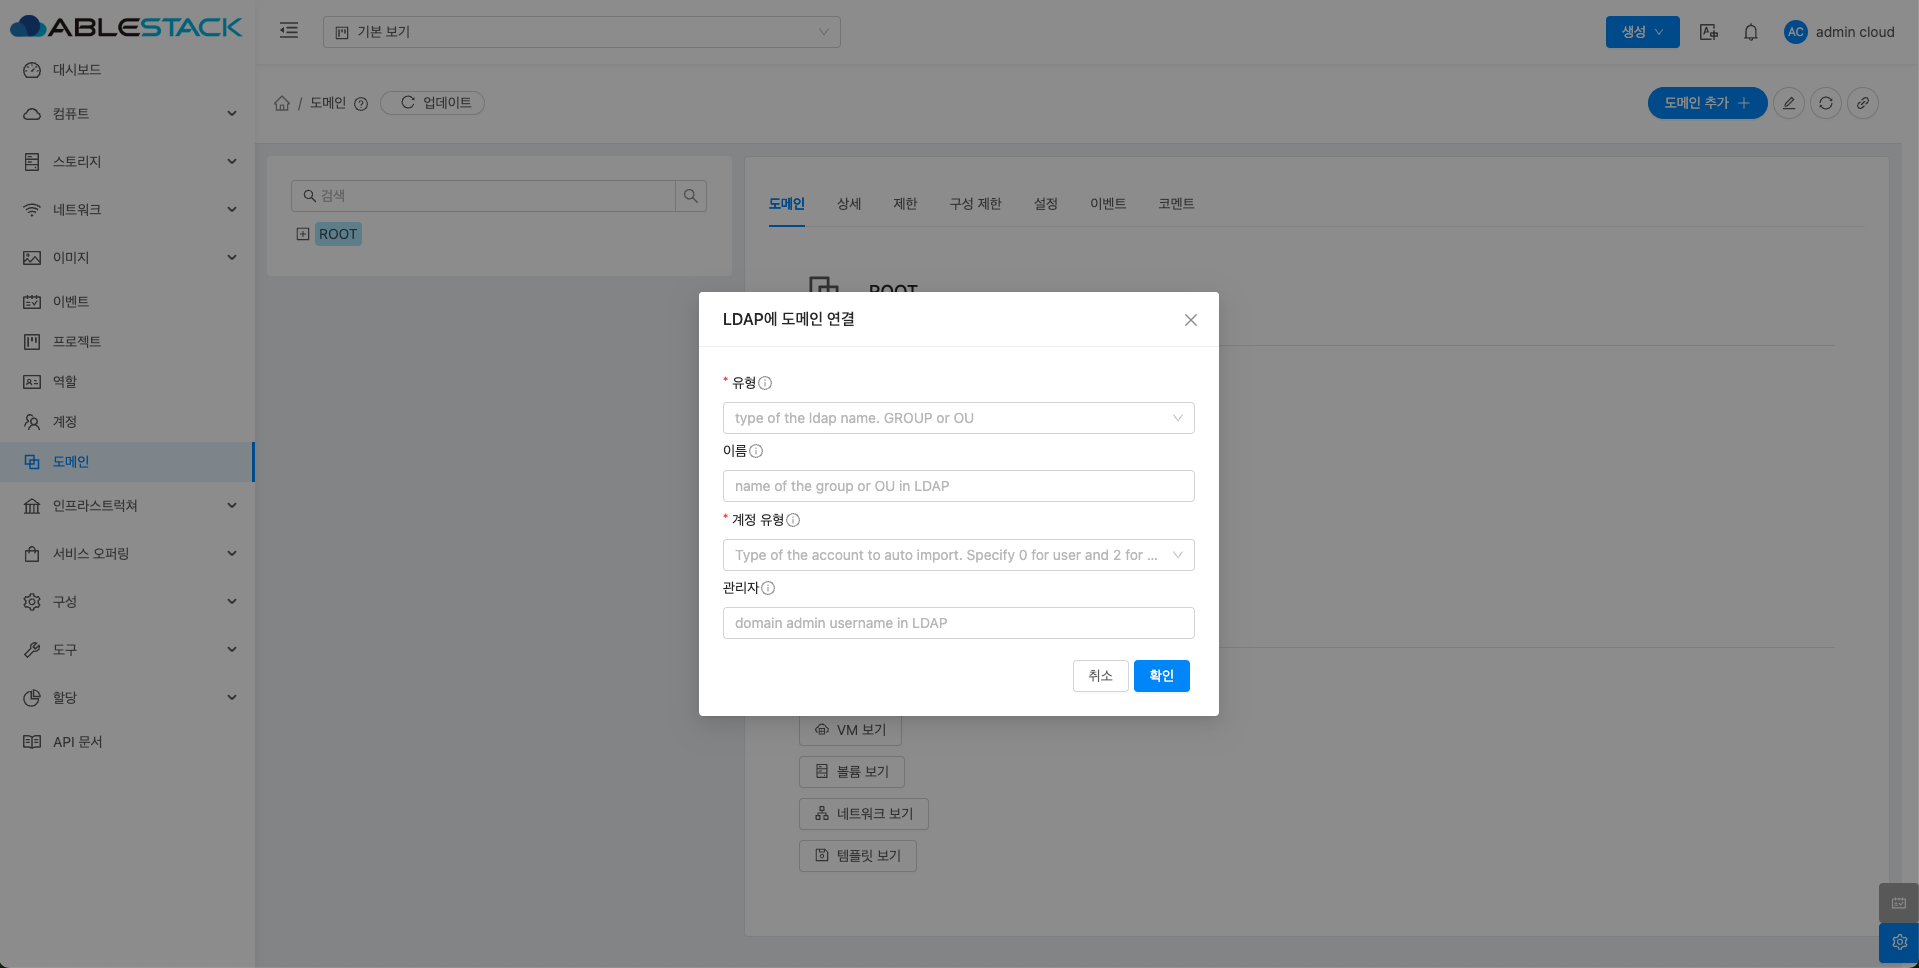 ABLESTACK
기본 보기
생성
AC
admin cloud
대시보드
컴퓨트
스토리지
네트워크
이미지
이벤트
프로젝트
역할
계정
도메인
인프라스트럭쳐
서비스 오퍼링
구성
도구
할당
API 문서
/ 도메인
업데이트
도메인 추가
검색
ROOT
도메인
상세
제한
구성 제한
설정
이벤트
코멘트
ROOT
LDAP에 도메인 연결
* 유형
type of the ldap name. GROUP or OU
이름
name of the group or OU in LDAP
* 계정 유형
Type of the account to auto import. Specify 0 for user and 2 for ...
관리자
domain admin username in LDAP
취소
확인
VM 보기
볼륨 보기
네트워크 보기
템플릿 보기